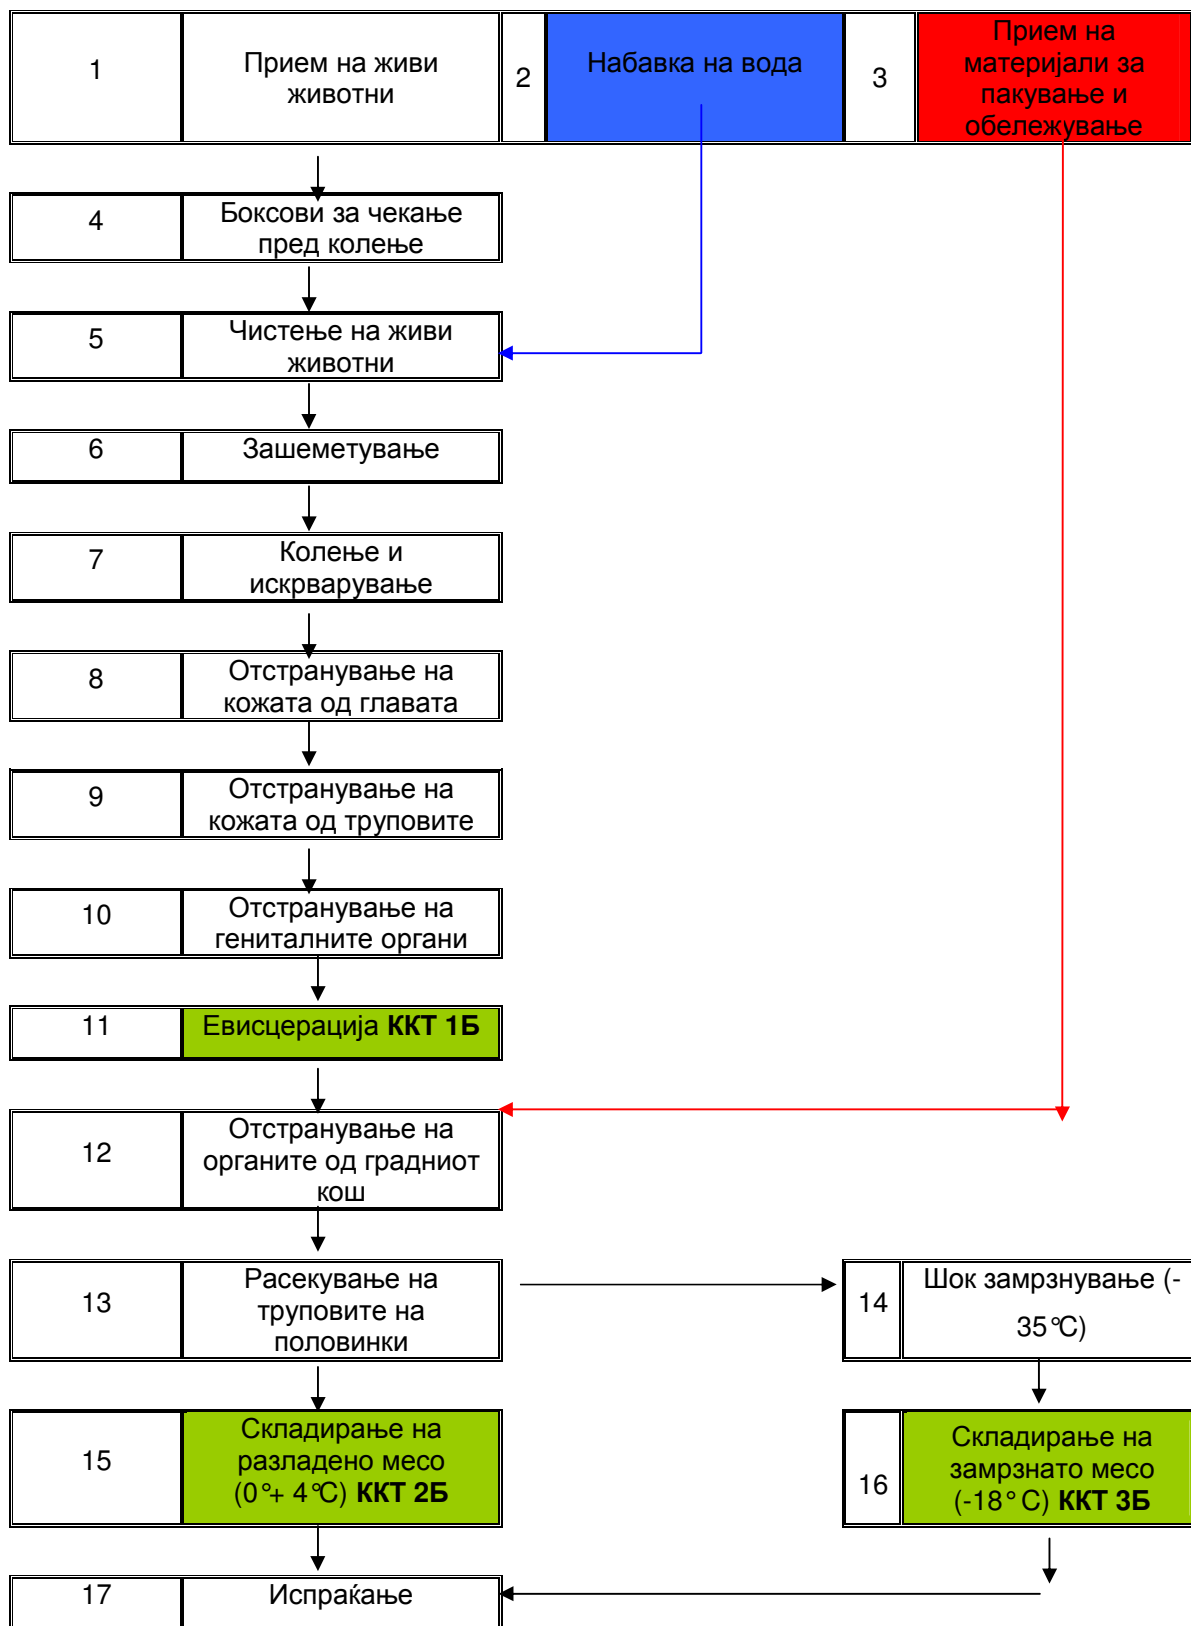 1
Прием на живи
животни
2
Набавка на вода
3
Прием на
материјали за
пакување и
обележување
4
Боксови за чекање
пред колење
5
Чистење на живи
животни
6
Зашеметување
7
Колење и
искрварување
8
Отстранување на
кожата од главата
9
Отстранување на
кожата од труповите
10
Отстранување на
гениталните органи
11
Евисцерација ККТ 1Б
12
Отстранување на
органите од градниот
кош
13
Расекување на
труповите на
половинки
14
Шок замрзнување (-
35°C)
15
Складирање на
разладено месо
(0°+ 4°C) ККТ 2Б
16
Складирање на
замрзнато месо
(-18° C) ККТ 3Б
17
Испраќање